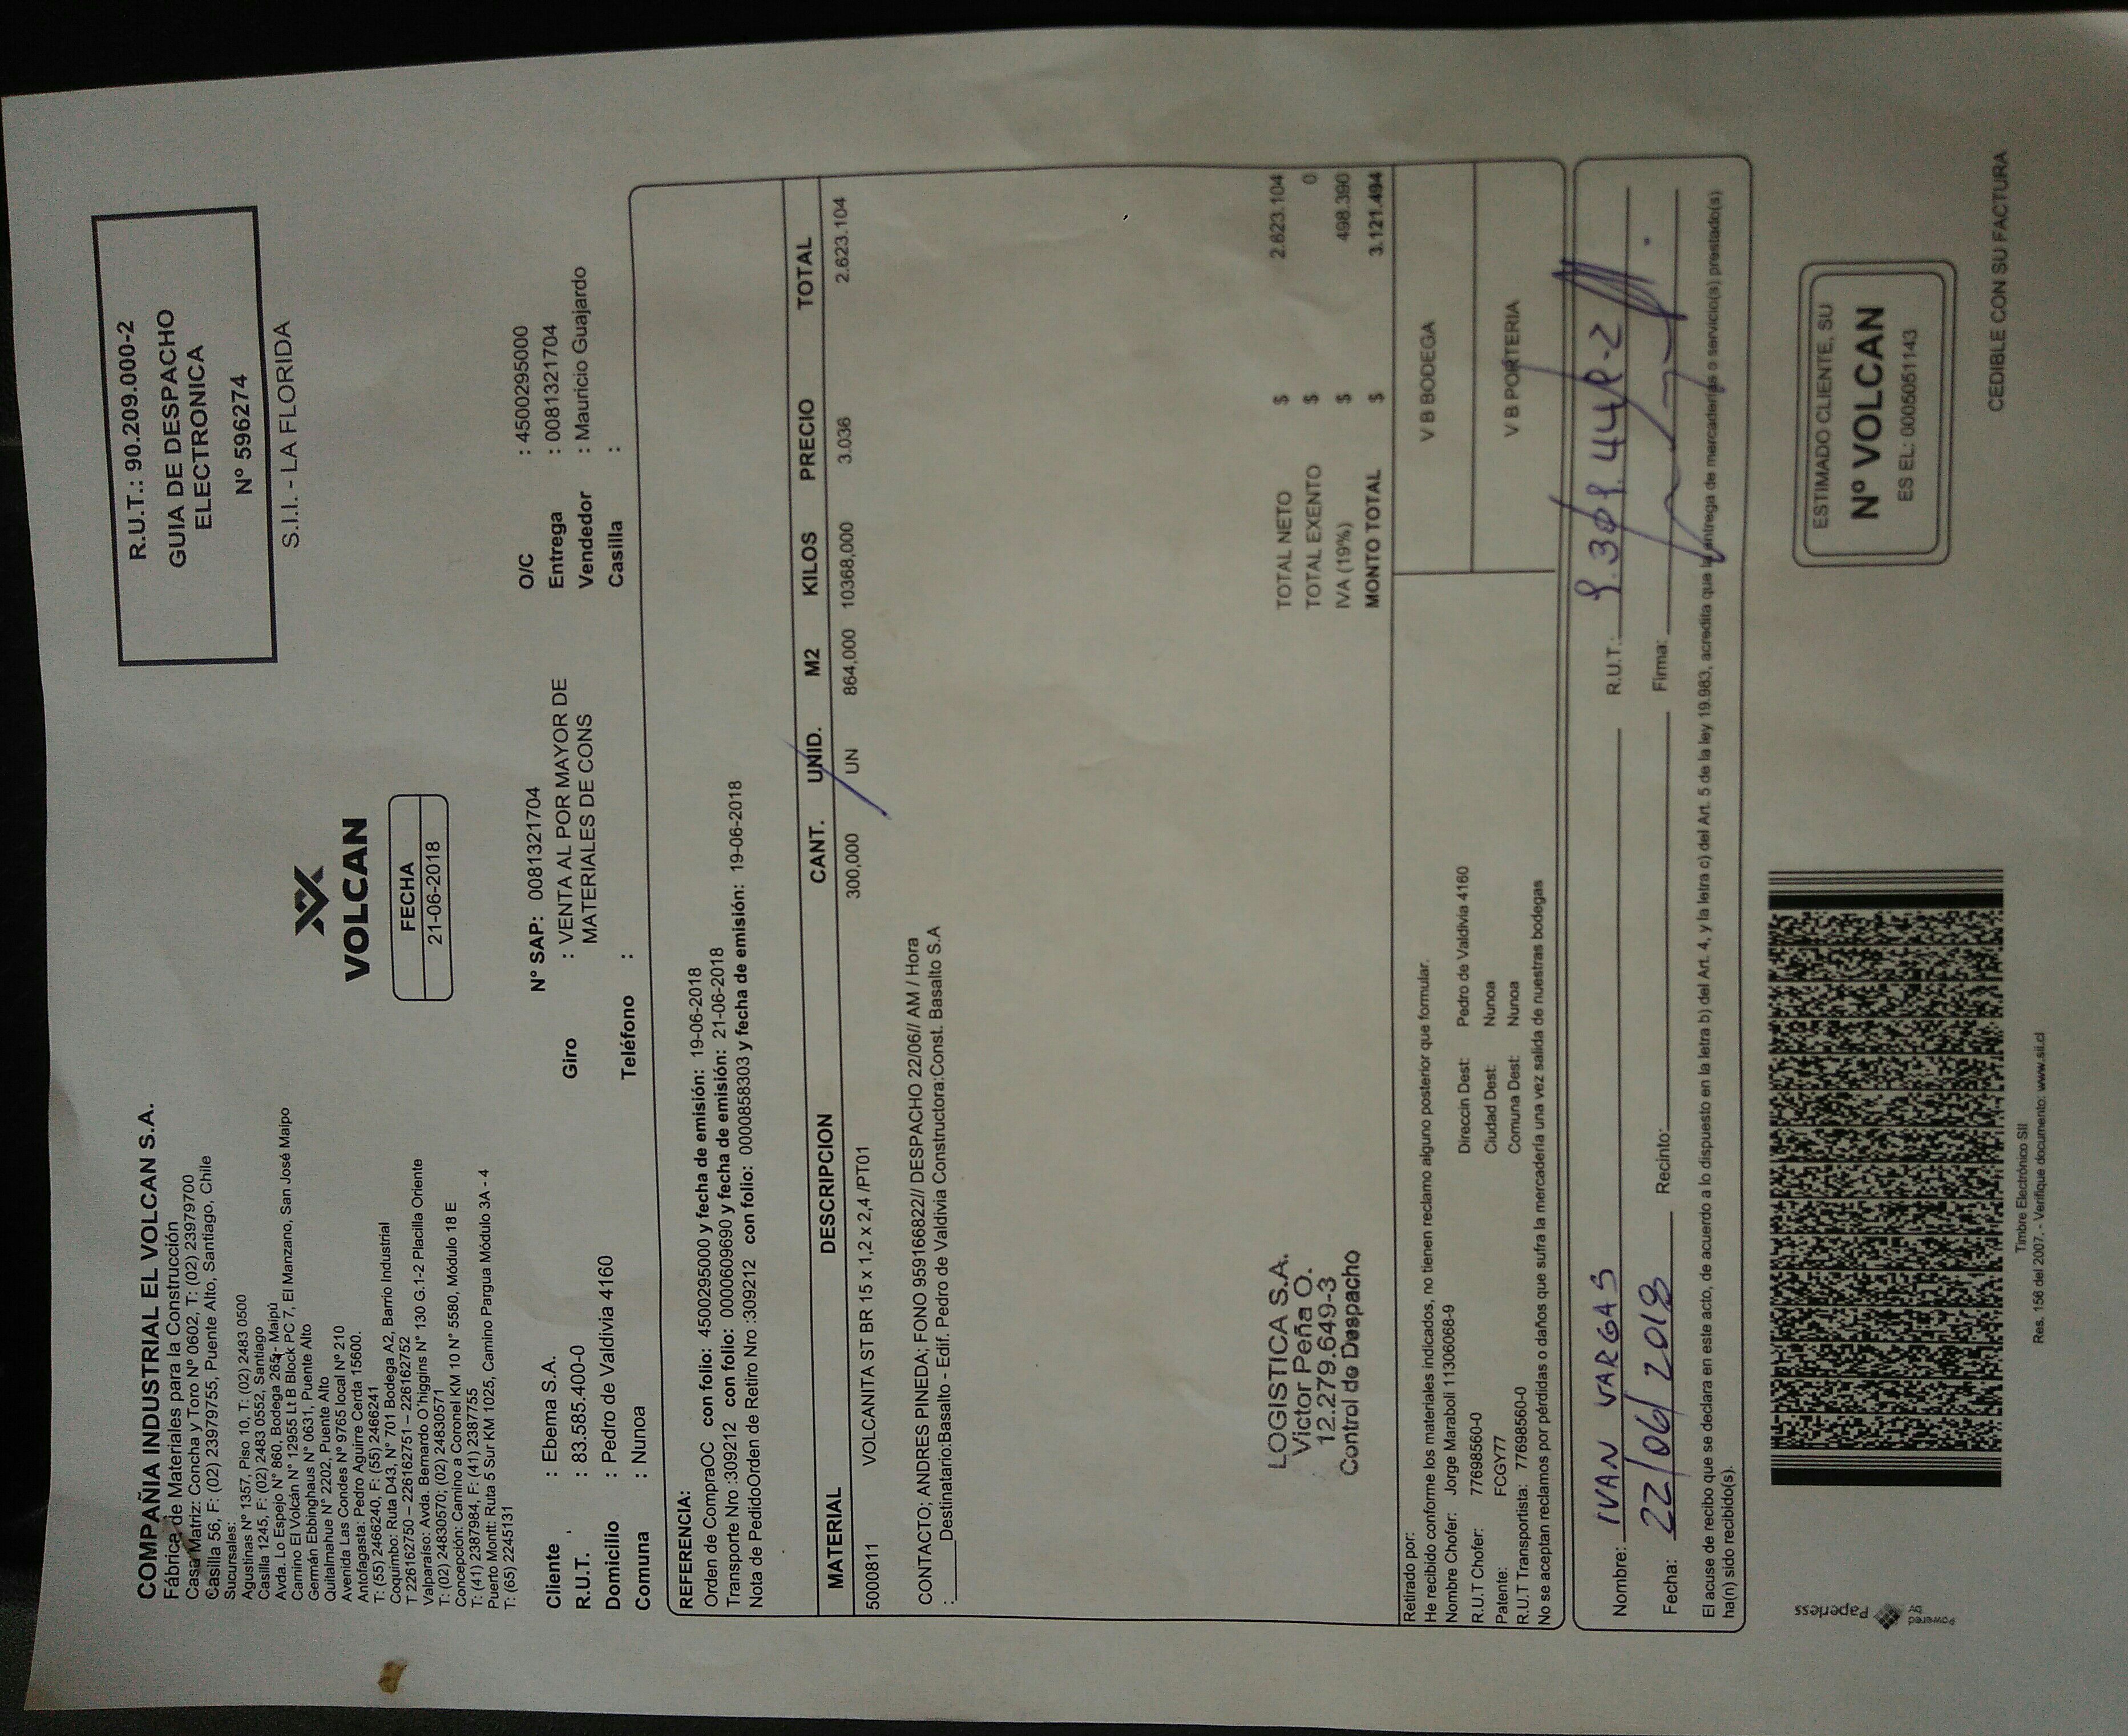 COMPAÑIA INDUSTRIAL EL VOLCAN S.A.
Fábrica de Materiales para la Construcción
Casa Matriz: Concha y Toro Nº 0602, T: (02) 23979700
Casilla 56, F: (02) 23979755, Puente Alto, Santiago, Chile
Sucursales:
Agustinas Nº 1357, Piso 10, T: (02) 2483 0500
Casilla 1245, F: (02) 2483 0552, Santiago
Avda. Lo Espejo Nº 860, Bodega 265 - Maipú
Camino El Volcán N° 12955 Lt B Block PC 7, El Manzano, San José Maipo
Germán Ebbinghaus N° 0631, Puente Alto
Quitalmahue N° 2202, Puente Alto
Avenida Las Condes N° 9765 local Nº 210
Antofagasta: Pedro Aguirre Cerda 15600.
T: (55) 2466240, F: (55) 2466241
Coquimbo: Ruta D43, N° 701 Bodega A2, Barrio Industrial
T 226162750 – 226162751 – 226162752
Valparaíso: Avda. Bernardo O'higgins N° 130 G.1-2 Placilla Oriente
T: (02) 24830570; (02) 24830571
Concepción: Camino a Coronel KM 10 N° 5580, Módulo 18 E
T: (41) 2387984, F: (41) 2387755
Puerto Montt: Ruta 5 Sur KM 1025, Camino Pargua Módulo 3A - 4
T: (65) 2245131
VOLCAN
FECHA
21-06-2018
R.U.T.: 90.209.000-2
GUIA DE DESPACHO
ELECTRONICA
Nº 596274
S.I.I. - LA FLORIDA
Cliente : Ebema S.A.
R.U.T. : 83.585.400-0
Domicilio : Pedro de Valdivia 4160
Comuna : Nunoa
Nº SAP: 0081321704
Giro : VENTA AL POR MAYOR DE
MATERIALES DE CONS
Teléfono :
O/C : 4500295000
Entrega : 0081321704
Vendedor : Mauricio Guajardo
Casilla :
REFERENCIA:
Orden de CompraOC con folio: 4500295000 y fecha de emisión: 19-06-2018
Transporte Nro :309212 con folio: 0000609690 y fecha de emisión: 21-06-2018
Nota de PedidoOrden de Retiro Nro :309212 con folio: 0000858303 y fecha de emisión: 19-06-2018
MATERIAL DESCRIPCION CANT. UNID. M2 KILOS PRECIO TOTAL
5000811 VOLCANITA ST BR 15 x 1,2 x 2,4 /PT01 300,000 UN 864,000 10368,000 3.036 2.623.104
CONTACTO; ANDRES PINEDA; FONO 959166822// DESPACHO 22/06// AM / Hora
:______Destinatario:Basalto - Edif. Pedro de Valdivia Constructora:Const. Basalto S.A
LOGISTICA S.A.
Victor Peña O.
12.279.649-3
Control de Despacho
TOTAL NETO $ 2.623.104
TOTAL EXENTO $ 0
IVA (19%) $ 498.390
MONTO TOTAL $ 3.121.494
Retirado por:
He recibido conforme los materiales indicados, no tienen reclamo alguno posterior que formular.
Nombre Chofer: Jorge Maraboli 11306068-9
R.U.T Chofer: 77698560-0
Patente: FCGY77
R.U.T Transportista: 77698560-0
Direccin Dest: Pedro de Valdivia 4160
Ciudad Dest: Nunoa
Comuna Dest: Nunoa
No se aceptan reclamos por pérdidas o daños que sufra la mercadería una vez salida de nuestras bodegas
V B BODEGA
V B PORTERIA
Nombre: IVAN VARGAS R.U.T.:
Fecha: 22/06/2018 Recinto: Firma:
El acuse de recibo que se declara en este acto, de acuerdo a lo dispuesto en la letra b) del Art. 4, y la letra c) del Art. 5 de la ley 19.983, acredita que la entrega de mercaderías o servicio(s) prestado(s)
ha(n) sido recibido(s).
Powered by Paperless
Timbre Electrónico SII
Res. 156 del 2007. - Verifique documento: www.sii.cl
ESTIMADO CLIENTE, SU
Nº VOLCAN
ES EL: 0005051143
CEDIBLE CON SU FACTURA